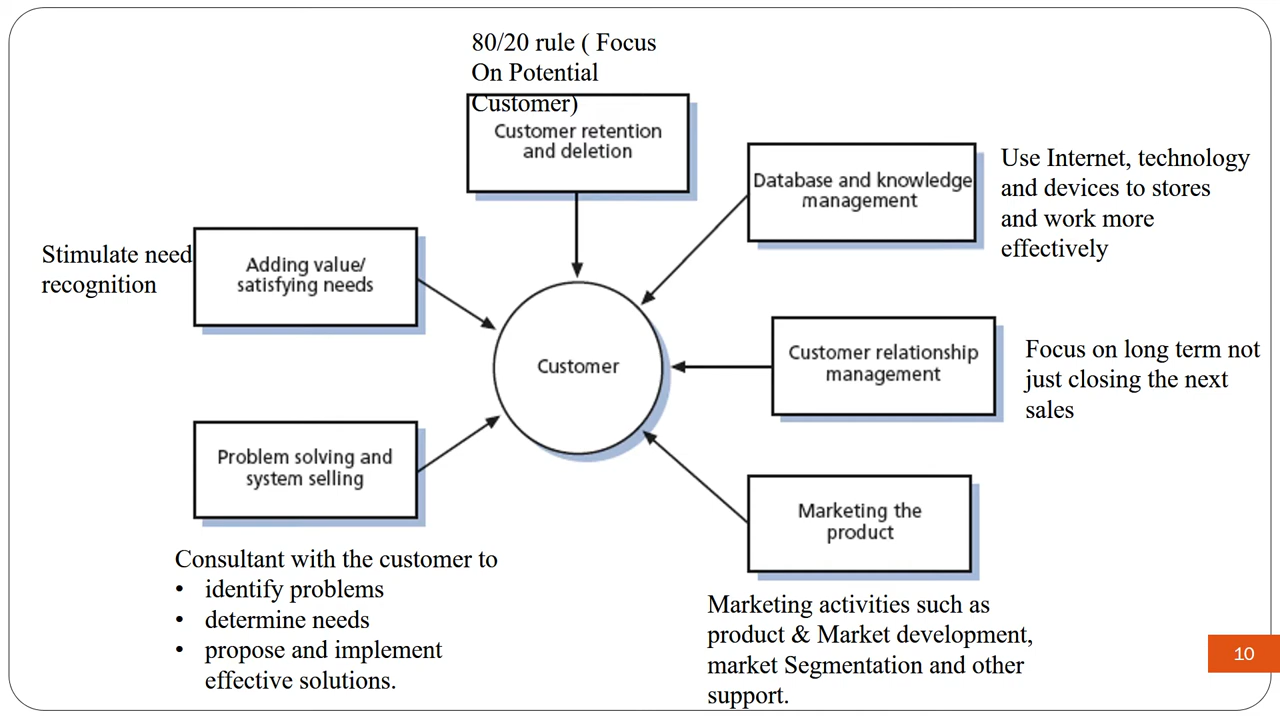 80/20 rule ( Focus
On Potential
Customer)
Customer retention
and deletion
Database and knowledge
management
Use Internet, technology
and devices to stores
and work more
effectively
Stimulate need
recognition
Adding value/
satisfying needs
Customer
Customer relationship
management
Focus on long term not
just closing the next
sales
Problem solving and
system selling
Marketing the
product
Consultant with the customer to
• identify problems
• determine needs
• propose and implement
effective solutions.
Marketing activities such as
product & Market development,
market Segmentation and other
support.
10